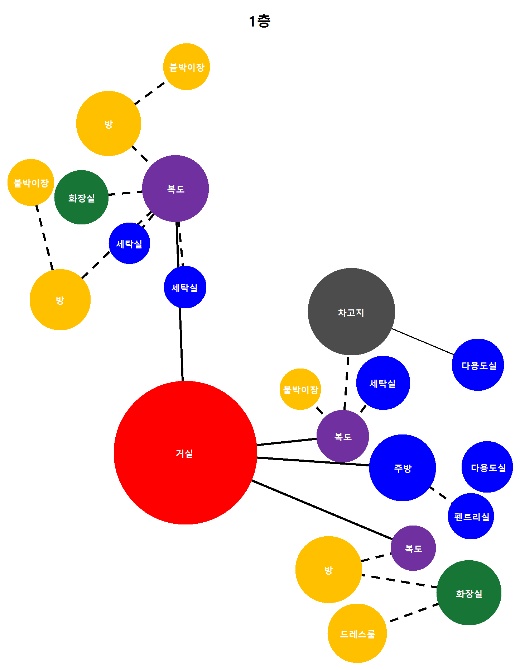 1층
붙박이장
방
붙박이장
화장실
복도
세탁실
방
세탁실
차고지
다용도실
붙박이장
세탁실
복도
거실
주방
다용도실
펜트리실
복도
방
화장실
드레스룸